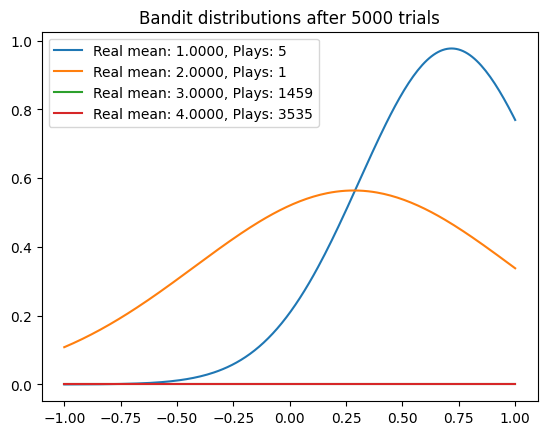 Bandit distributions after 5000 trials
Real mean: 1.0000, Plays: 5
Real mean: 2.0000, Plays: 1
Real mean: 3.0000, Plays: 1459
Real mean: 4.0000, Plays: 3535
1.0
0.8
0.6
0.4
0.2
0.0
−1.00 −0.75 −0.50 −0.25 0.00 0.25 0.50 0.75 1.00